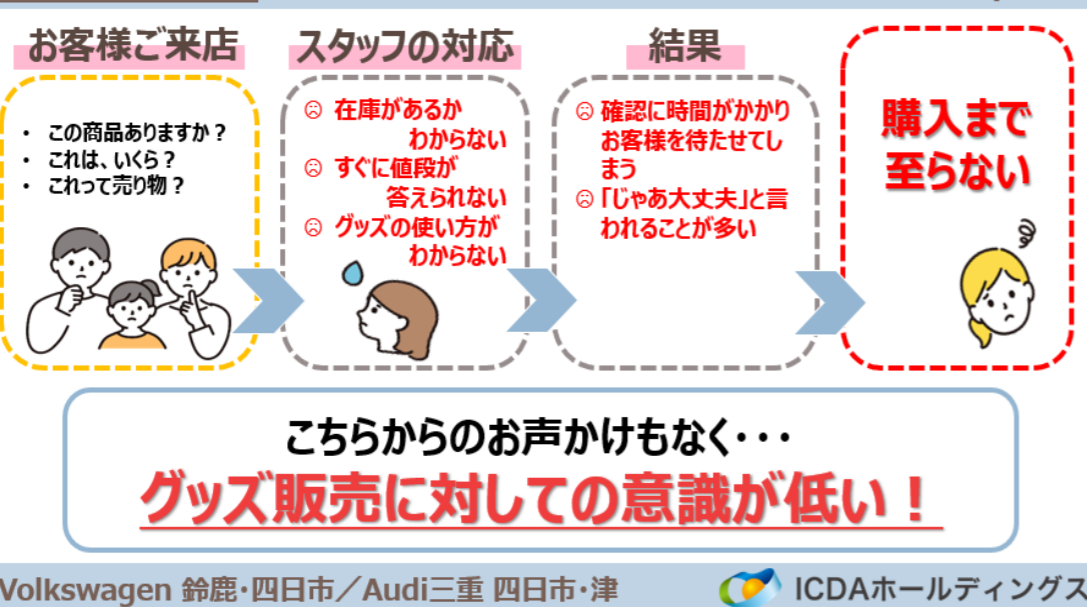 お客様ご来店
・ この商品ありますか？
・ これは、いくら？
・ これって売り物？
スタッフの対応
☹ 在庫があるか
わからない
☹ すぐに値段が
答えられない
☹ グッズの使い方が
わからない
結果
☹ 確認に時間がかかり
お客様を待たせてし
まう
☹ 「じゃあ大丈夫」と言
われることが多い
購入まで
至らない
こちらからのお声かけもなく・・・
グッズ販売に対しての意識が低い！
Volkswagen 鈴鹿・四日市／Audi三重 四日市・津
ICDAホールディングス